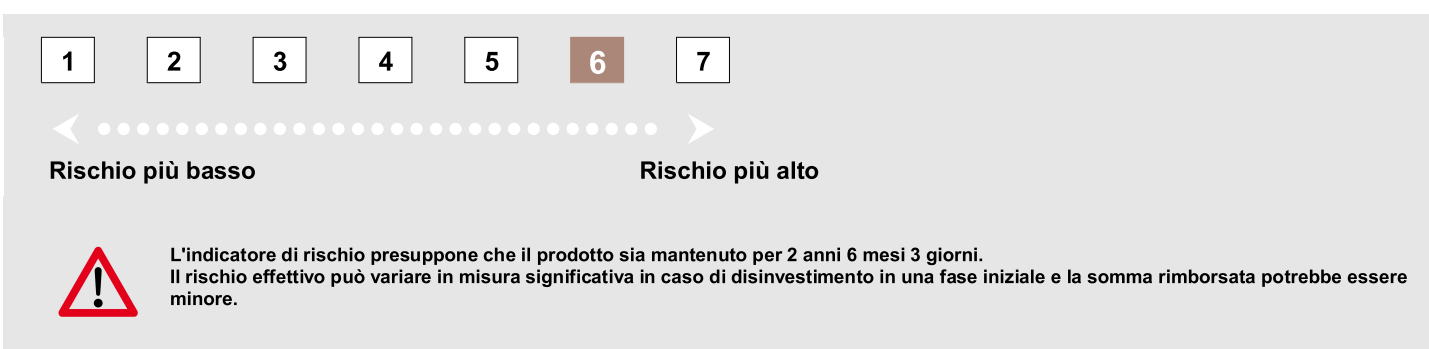 1 2 3 4 5 6 7
Rischio più basso Rischio più alto
L'indicatore di rischio presuppone che il prodotto sia mantenuto per 2 anni 6 mesi 3 giorni.
Il rischio effettivo può variare in misura significativa in caso di disinvestimento in una fase iniziale e la somma rimborsata potrebbe essere
minore.